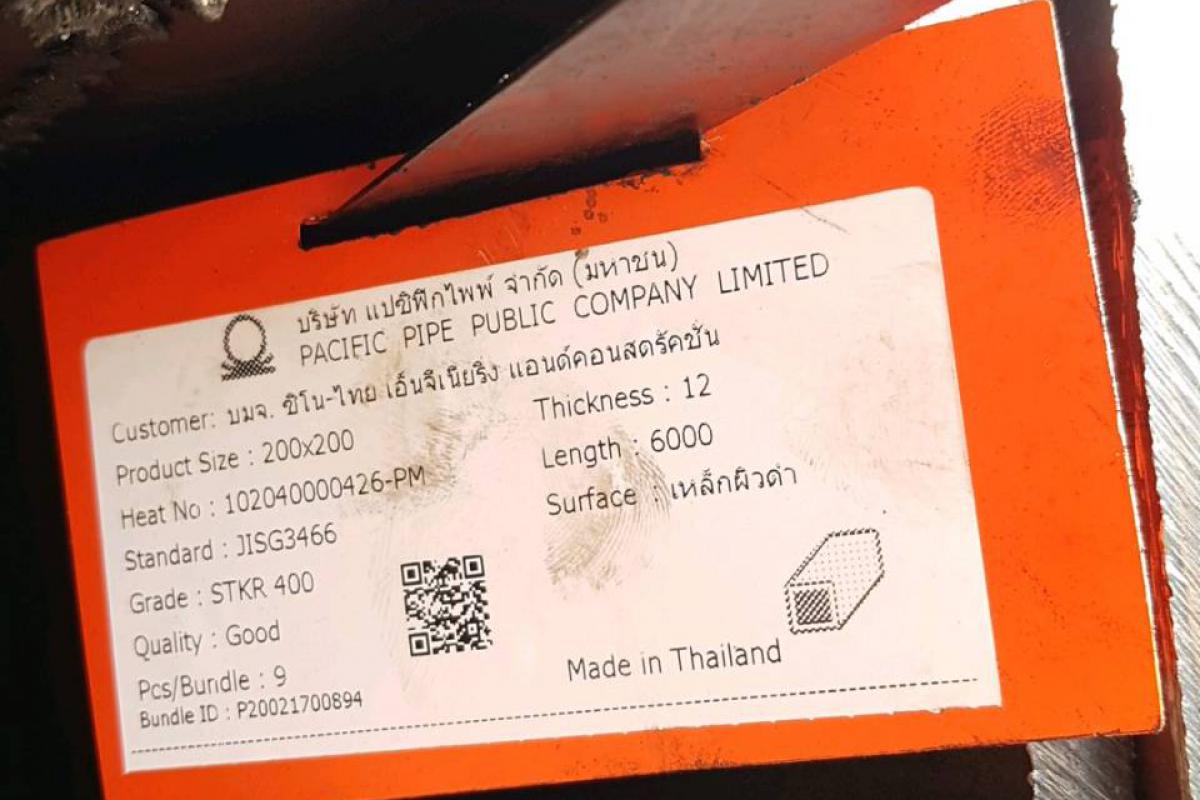 บริษัท แปซิฟิกไพพ์ จำกัด (มหาชน)
PACIFIC PIPE PUBLIC COMPANY LIMITED
Customer: บมจ. ซิโน-ไทย เอ็นจีเนียริ่ง แอนด์คอนสตรัคชั่น
Product Size : 200x200 Thickness : 12
Heat No : 102040000426-PM Length : 6000
Standard : JISG3466 Surface : เหล็กผิวดำ
Grade : STKR 400
Quality : Good
Pcs/Bundle : 9 Made in Thailand
Bundle ID : P20021700894